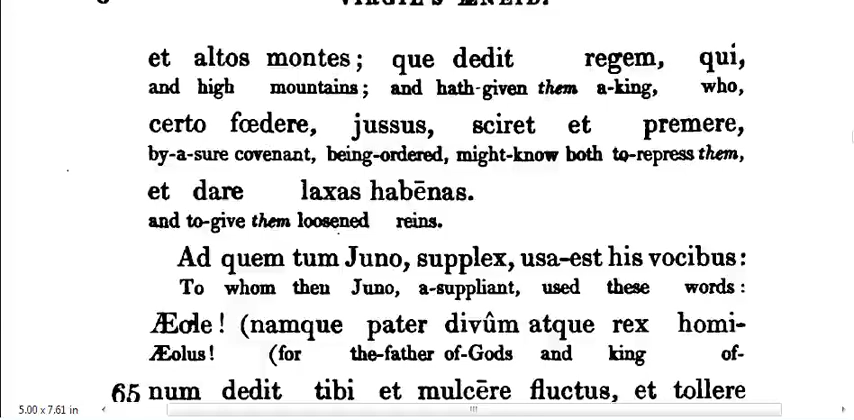 VIRGIL'S ÆNEID.
et altos montes; que dedit regem, qui,
and high mountains; and hath-given them a-king, who,
certo fœdere, jussus, sciret et premere,
by-a-sure covenant, being-ordered, might-know both to-repress them,
et dare laxas habēnas.
and to-give them loosened reins.
Ad quem tum Juno, supplex, usa-est his vocibus:
To whom then Juno, a-suppliant, used these words:
Æole! (namque pater divûm atque rex homi-
Æolus! (for the-father of-Gods and king of-
65 num dedit tibi et mulcēre fluctus, et tollere
5.00 x 7.61 in